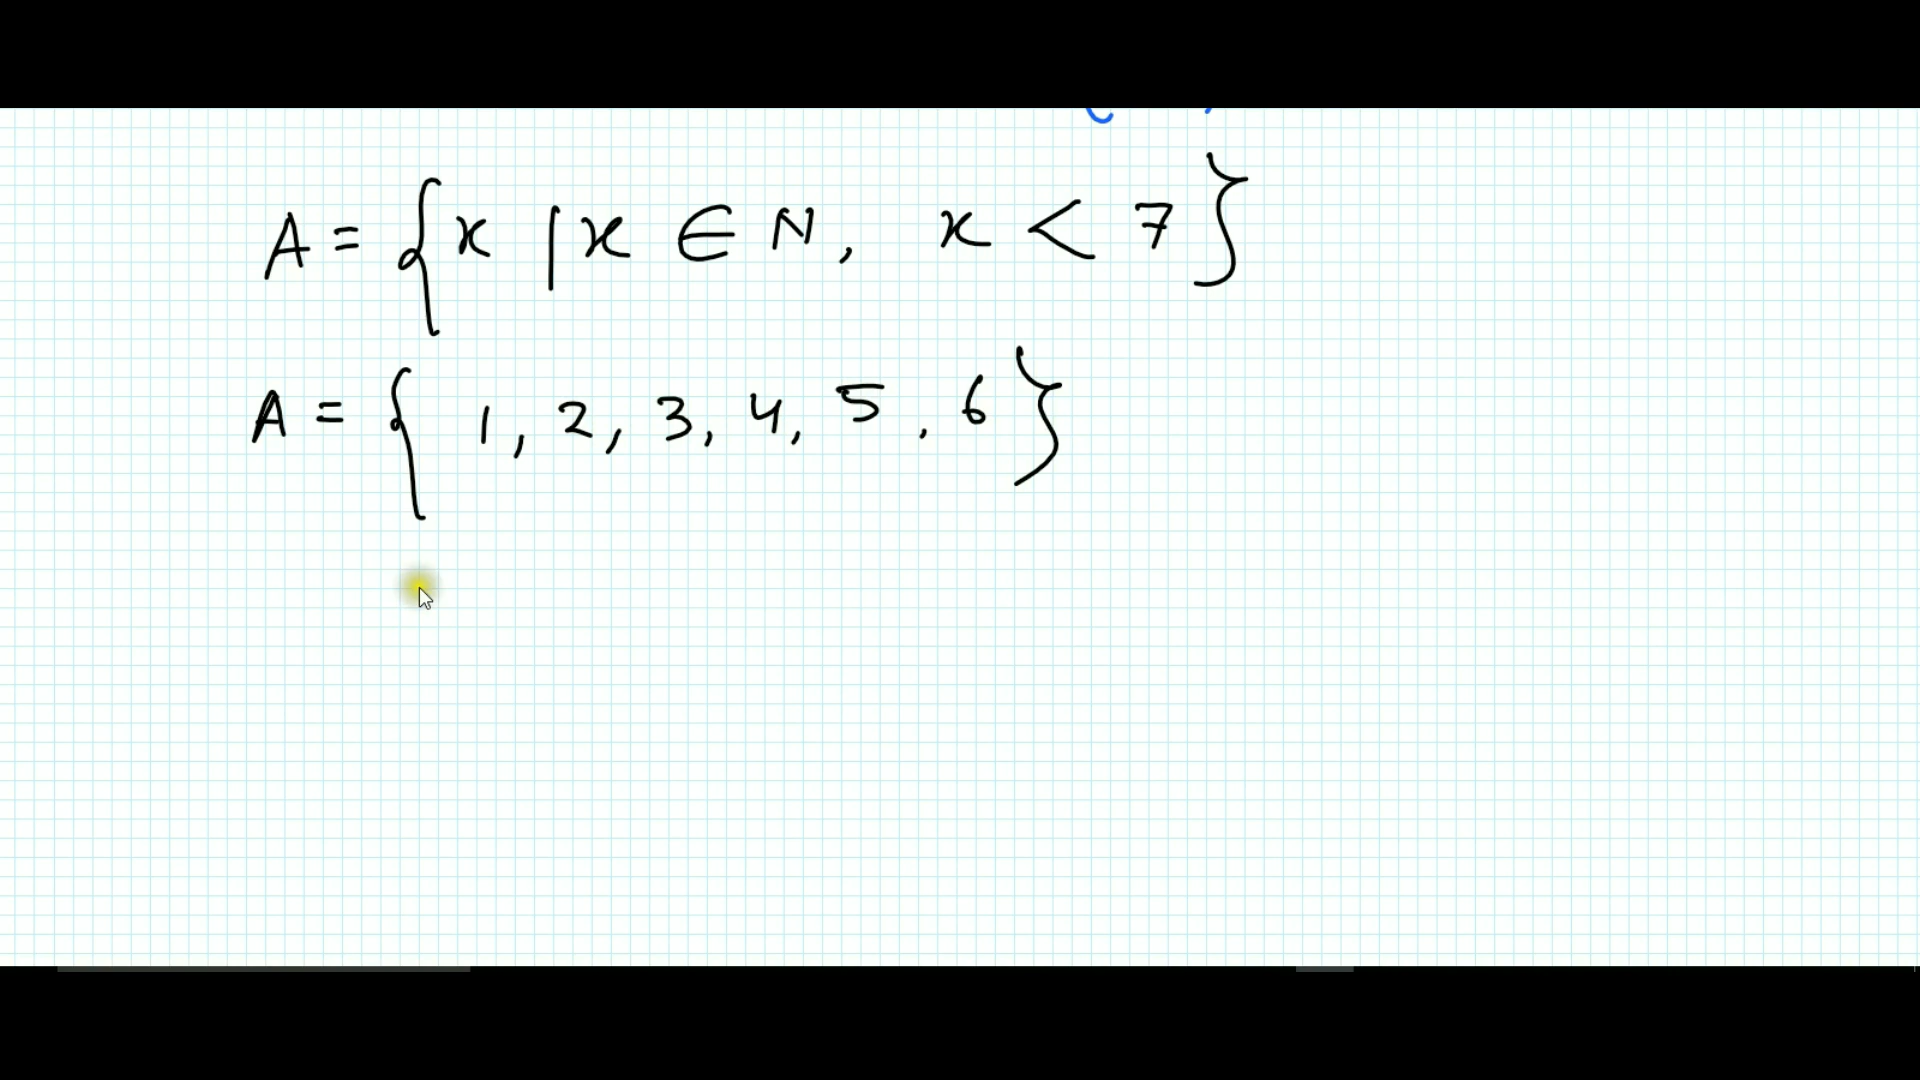 A = {x | x ∈ N, x < 7}
A = { 1, 2, 3, 4, 5, 6}